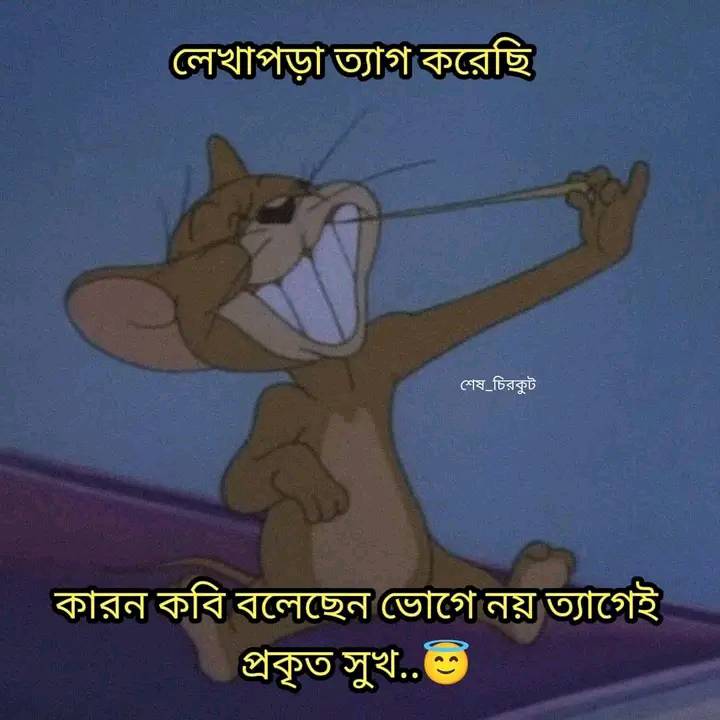 লেখাপড়া ত্যাগ করেছি
শেষ_চিরকুট
কারন কবি বলেছেন ভোগে নয় ত্যাগেই
প্রকৃত সুখ..😇